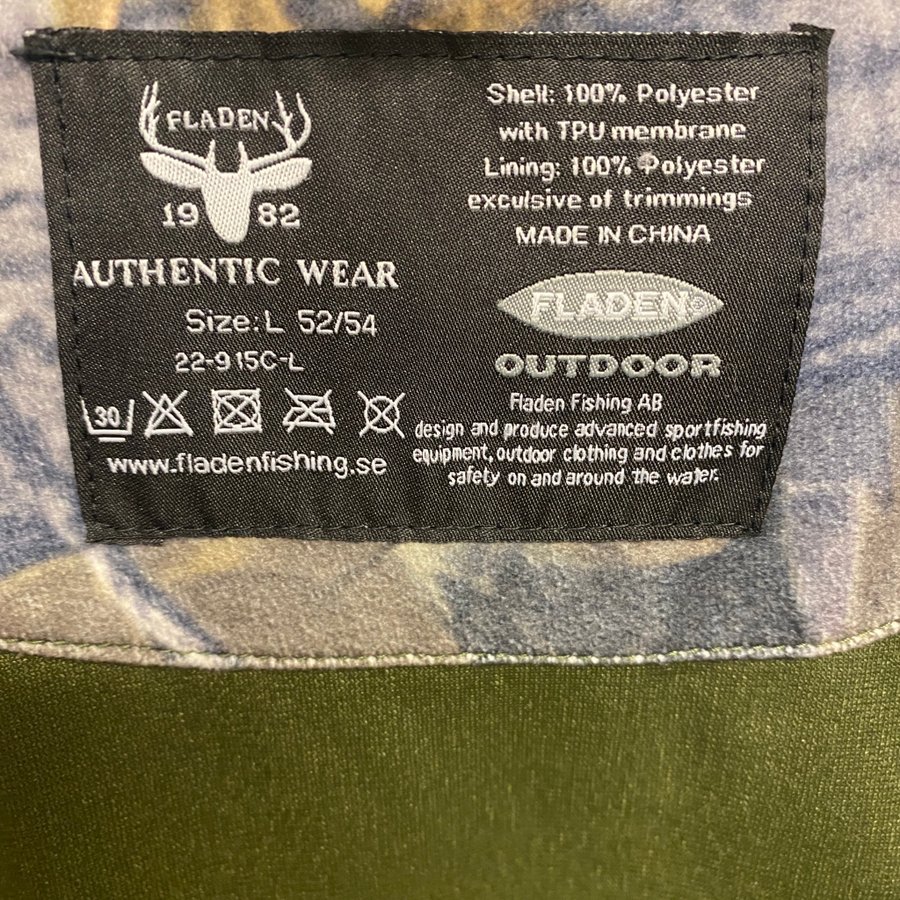 FLADEN
19 82
AUTHENTIC WEAR
Size: L 52/54
22-915C-L
30
www.fladenfishing.se
Shell: 100% Polyester
with TPU membrane
Lining: 100% Polyester
exculsive of trimmings
MADE IN CHINA
FLADEN®
OUTDOOR
Fladen Fishing AB
design and produce advanced sportfishing
equipment, outdoor clothing and clothes for
safety on and around the water.